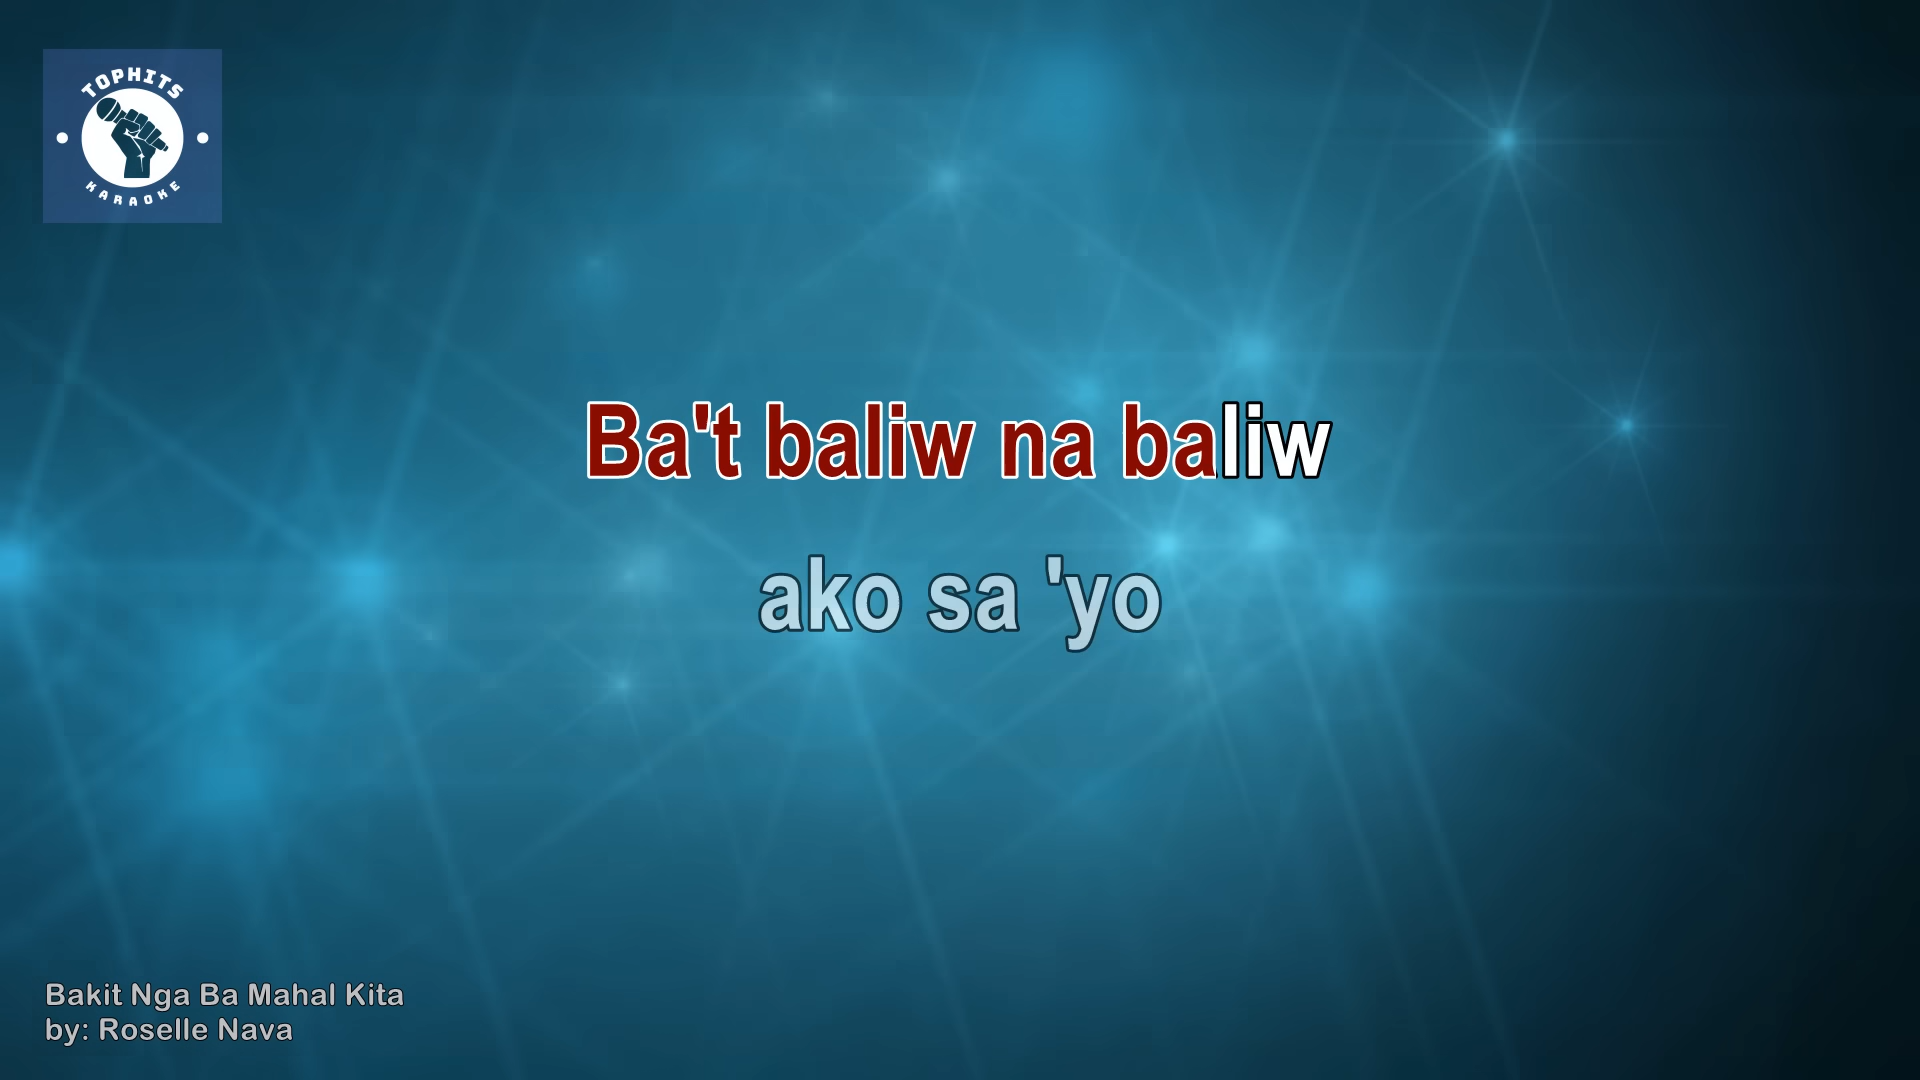 TOPHITS
KARAOKE
Ba't baliw na baliw
ako sa 'yo
Bakit Nga Ba Mahal Kita
by: Roselle Nava